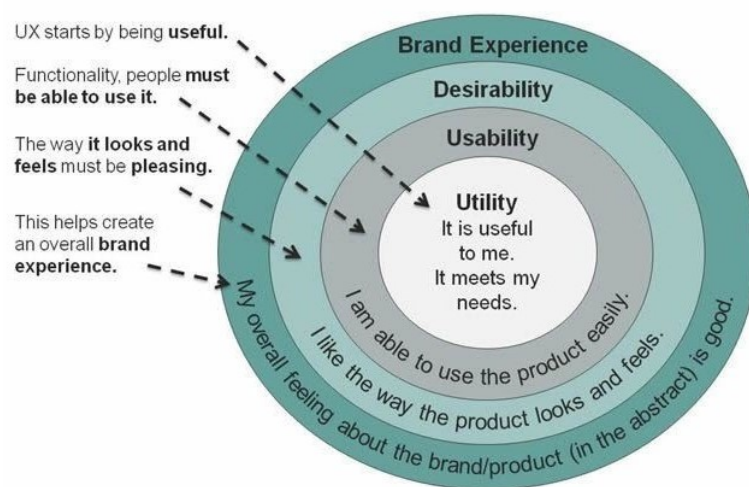 UX starts by being useful.
Functionality, people must
be able to use it.
The way it looks and
feels must be pleasing.
This helps create
an overall brand
experience.
Brand Experience
Desirability
Usability
Utility
It is useful
to me.
It meets my
needs.
I am able to use the product easily.
I like the way the product looks and feels.
My overall feeling about the brand/product (in the abstract) is good.